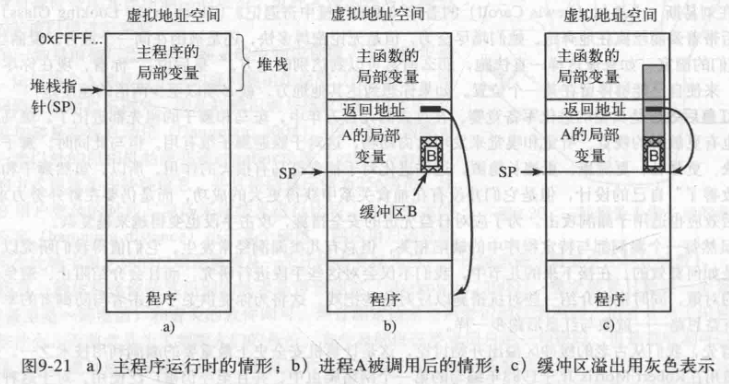 虚拟地址空间
0xFFFF...
主程序的
局部变量
堆栈
堆栈指
针(SP)
程序
a)
虚拟地址空间
主函数的
局部变量
返回地址
A的局部
变量
B
SP
缓冲区B
程序
b)
虚拟地址空间
主函数的
局部变量
返回地址
A的局部
变量
B
SP
程序
c)
图9-21 a) 主程序运行时的情形；b) 进程A被调用后的情形；c) 缓冲区溢出用灰色表示